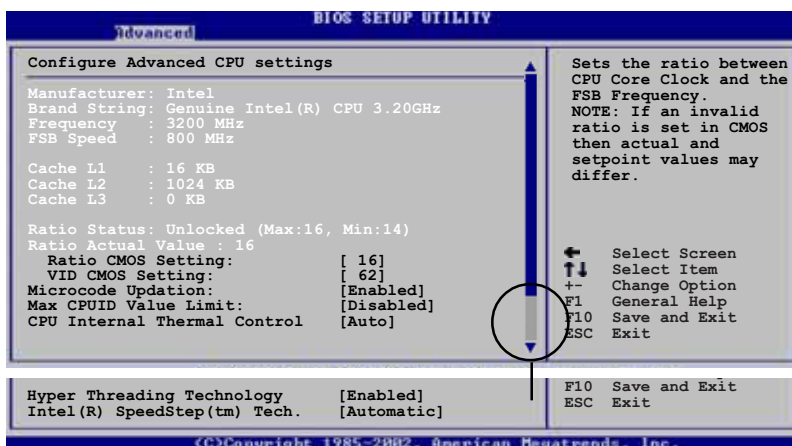 BIOS SETUP UTILITY
Advanced
Configure Advanced CPU settings
Manufacturer: Intel
Brand String: Genuine Intel(R) CPU 3.20GHz
Frequency : 3200 MHz
FSB Speed : 800 MHz
Cache L1 : 16 KB
Cache L2 : 1024 KB
Cache L3 : 0 KB
Ratio Status: Unlocked (Max:16, Min:14)
Ratio Actual Value : 16
Ratio CMOS Setting: [ 16]
VID CMOS Setting: [ 62]
Microcode Updation: [Enabled]
Max CPUID Value Limit: [Disabled]
CPU Internal Thermal Control [Auto]
Sets the ratio between
CPU Core Clock and the
FSB Frequency.
NOTE: If an invalid
ratio is set in CMOS
then actual and
setpoint values may
differ.
Select Screen
Select Item
+- Change Option
F1 General Help
F10 Save and Exit
ESC Exit
Hyper Threading Technology [Enabled]
Intel(R) SpeedStep(tm) Tech. [Automatic]
F10 Save and Exit
ESC Exit
(C)Copyright 1985-2002, American Megatrends, Inc.